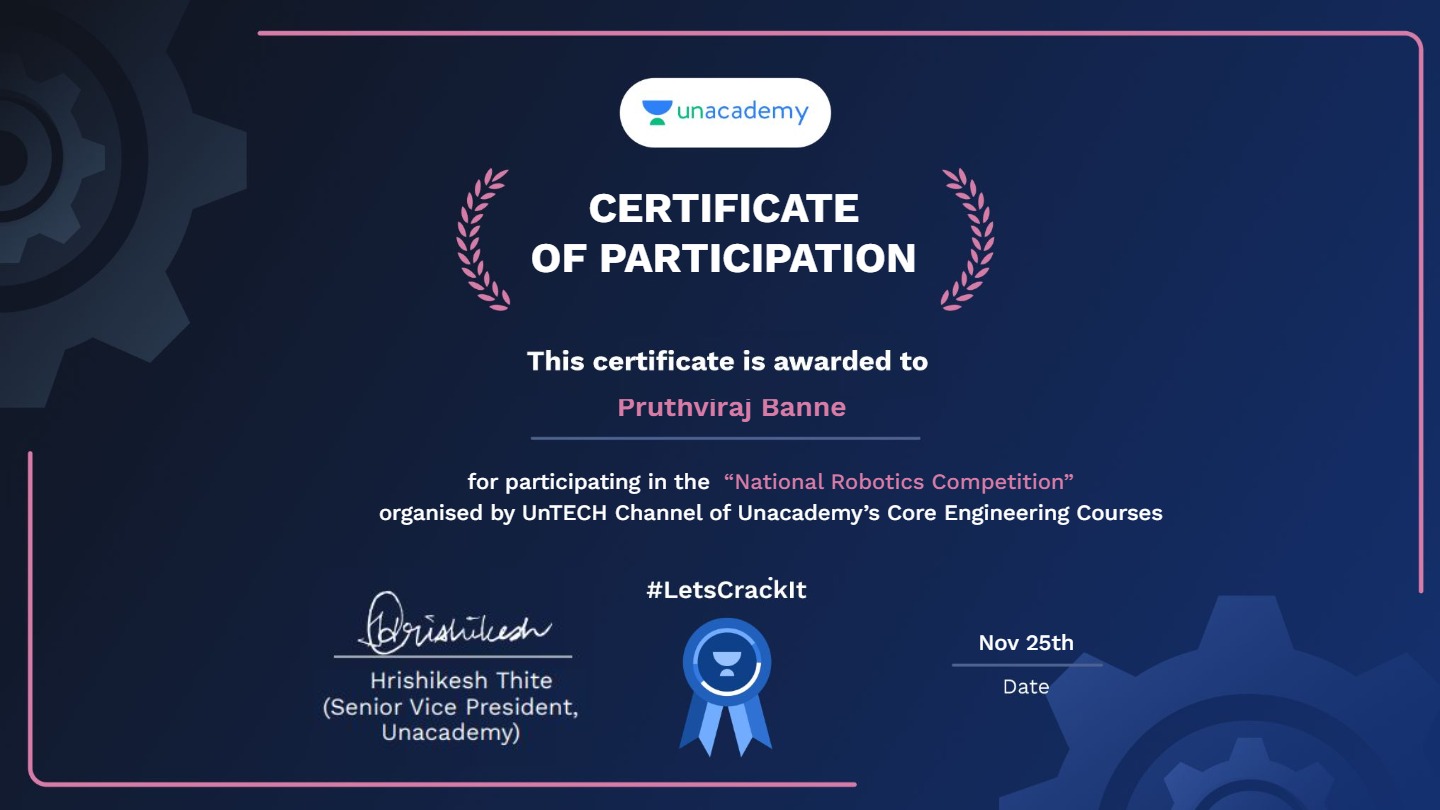 unacademy
CERTIFICATE
OF PARTICIPATION
This certificate is awarded to
Pruthviraj Banne
for participating in the “National Robotics Competition”
organised by UnTECH Channel of Unacademy’s Core Engineering Courses
#LetsCrackIt
Hrishikesh
Hrishikesh Thite
(Senior Vice President,
Unacademy)
Nov 25th
Date